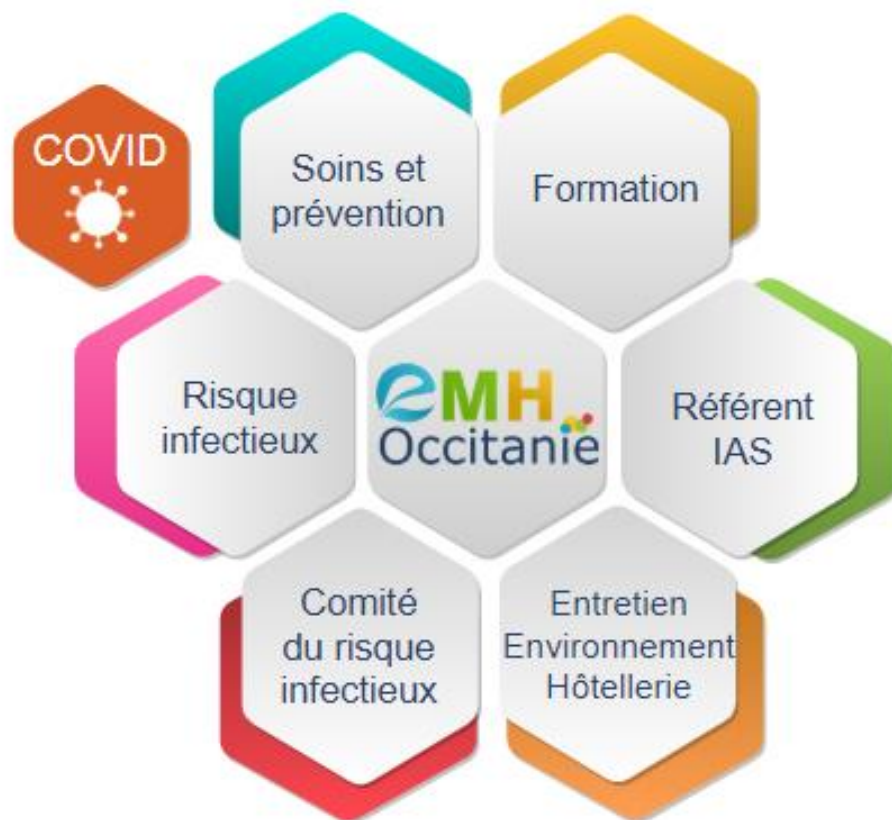 COVID
Soins et
prévention
Formation
Risque
infectieux
eMH
Occitanie
Référent
IAS
Comité
du risque
infectieux
Entretien
Environnement
Hôtellerie